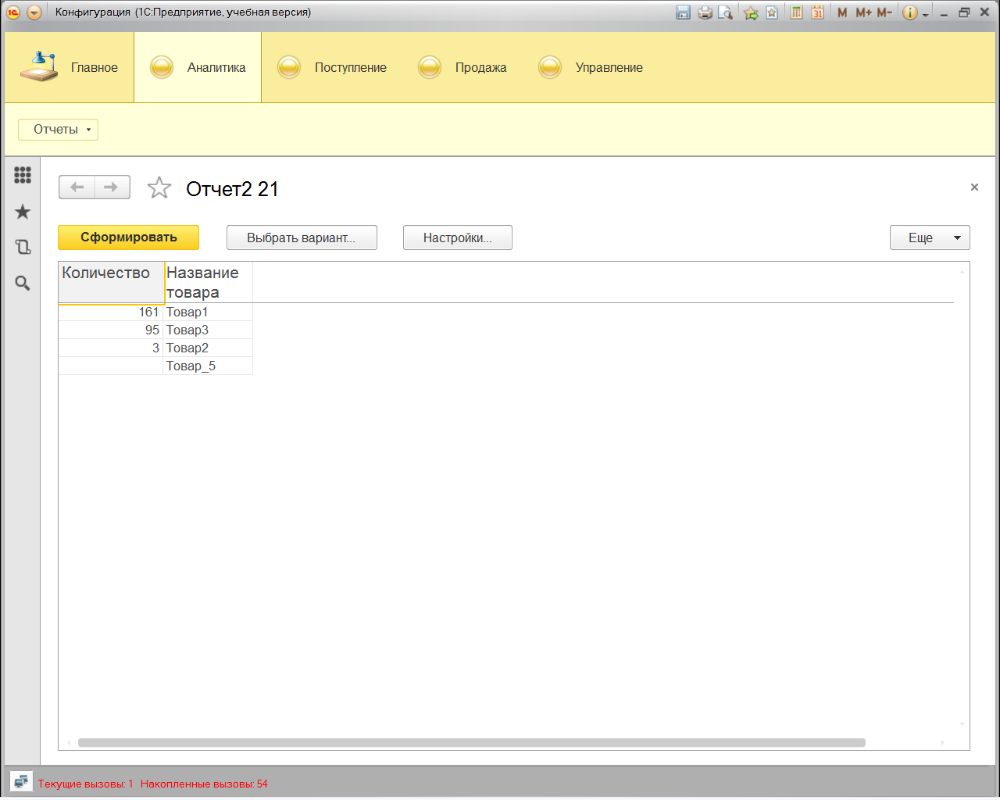 Конфигурация (1С:Предприятие, учебная версия)
31
M M+ M-
Главное Аналитика Поступление Продажа Управление
Отчеты
Отчет2 21
Сформировать Выбрать вариант... Настройки... Еще
Количество Название
товара
161 Товар1
95 Товар3
3 Товар2
Товар_5
Текущие вызовы: 1 Накопленные вызовы: 54